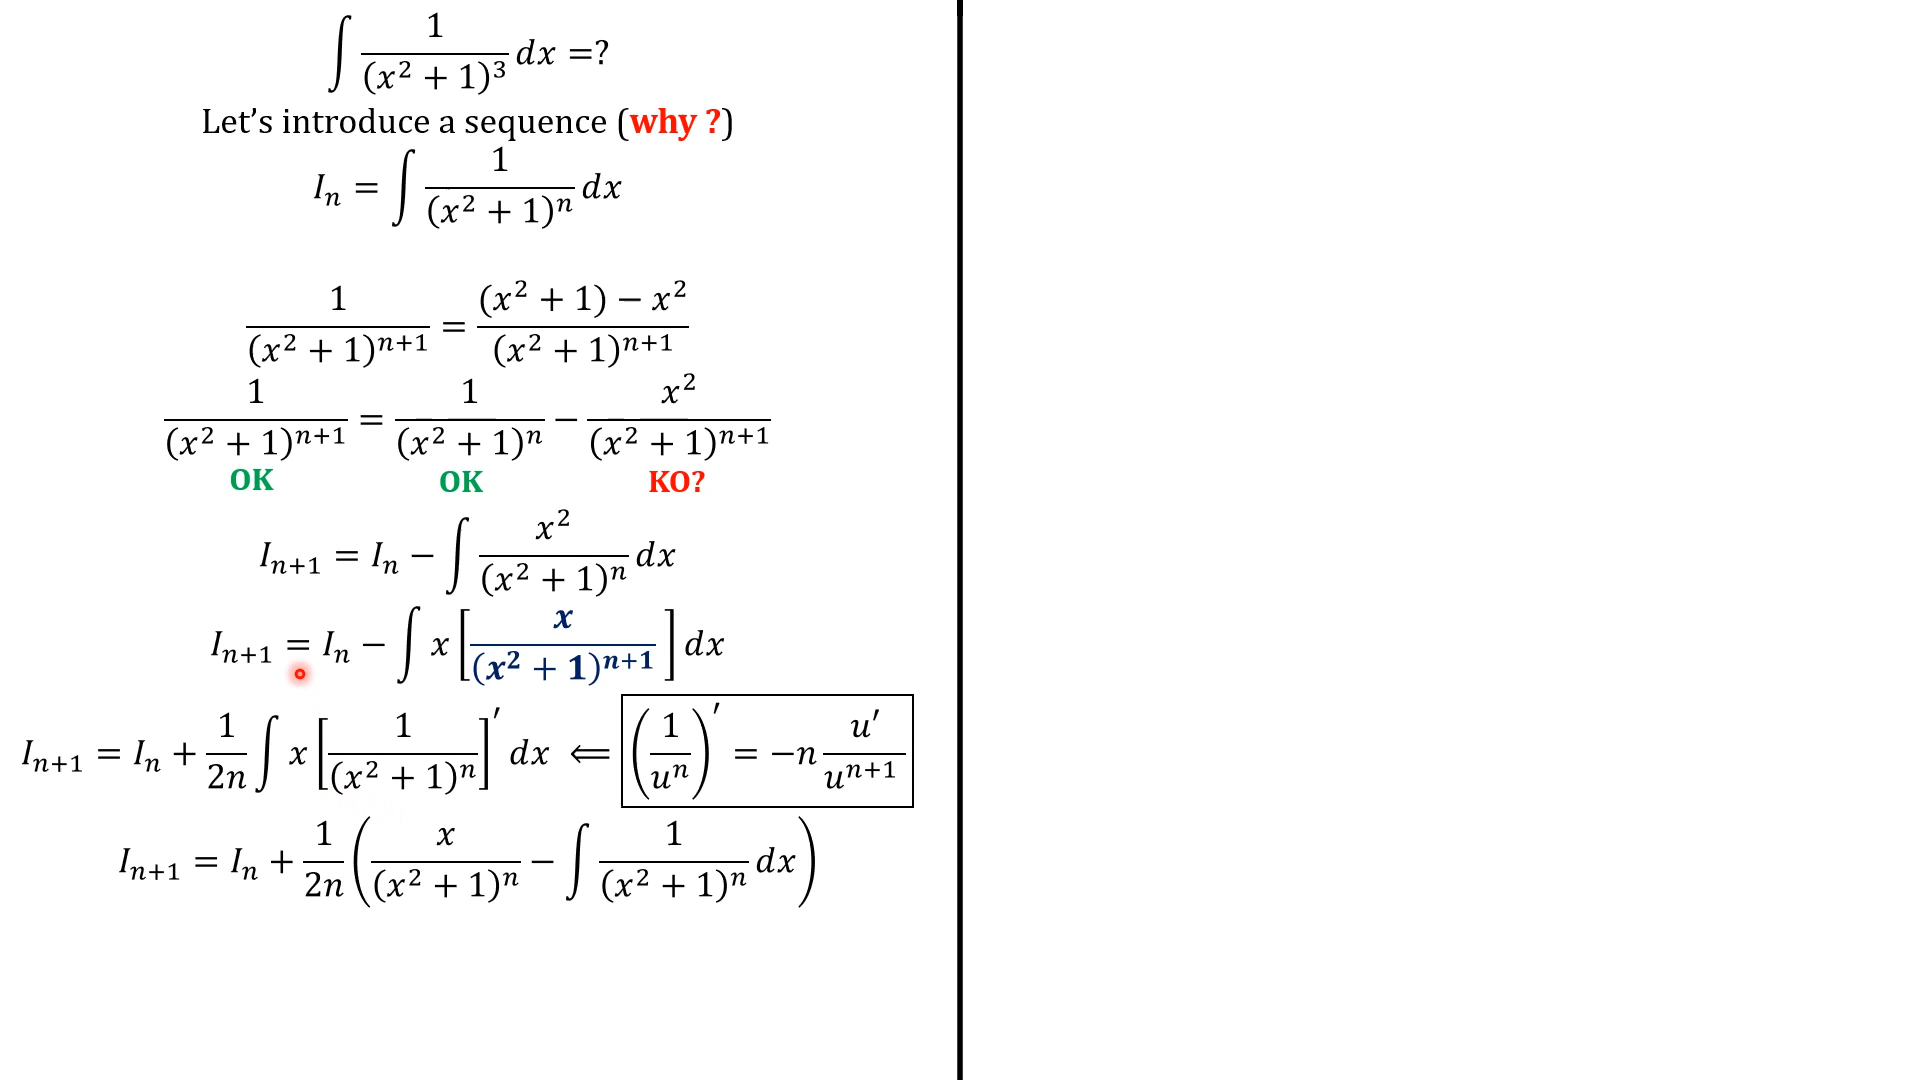 ∫ 1/(x² + 1)³ dx =?
Let’s introduce a sequence (why ?)
Iₙ = ∫ 1/(x² + 1)ⁿ dx
1/(x² + 1)ⁿ⁺¹ = ((x² + 1) − x²)/(x² + 1)ⁿ⁺¹
1/(x² + 1)ⁿ⁺¹ = 1/(x² + 1)ⁿ − x²/(x² + 1)ⁿ⁺¹
OK OK KO?
Iₙ₊₁ = Iₙ − ∫ x²/(x² + 1)ⁿ dx
Iₙ₊₁ = Iₙ − ∫ x [x/(x² + 1)ⁿ⁺¹] dx
Iₙ₊₁ = Iₙ + 1/2n ∫ x [1/(x² + 1)ⁿ]′ dx ⟸ (1/uⁿ)′ = −n u′/uⁿ⁺¹
Iₙ₊₁ = Iₙ + 1/2n (x/(x² + 1)ⁿ − ∫ 1/(x² + 1)ⁿ dx)